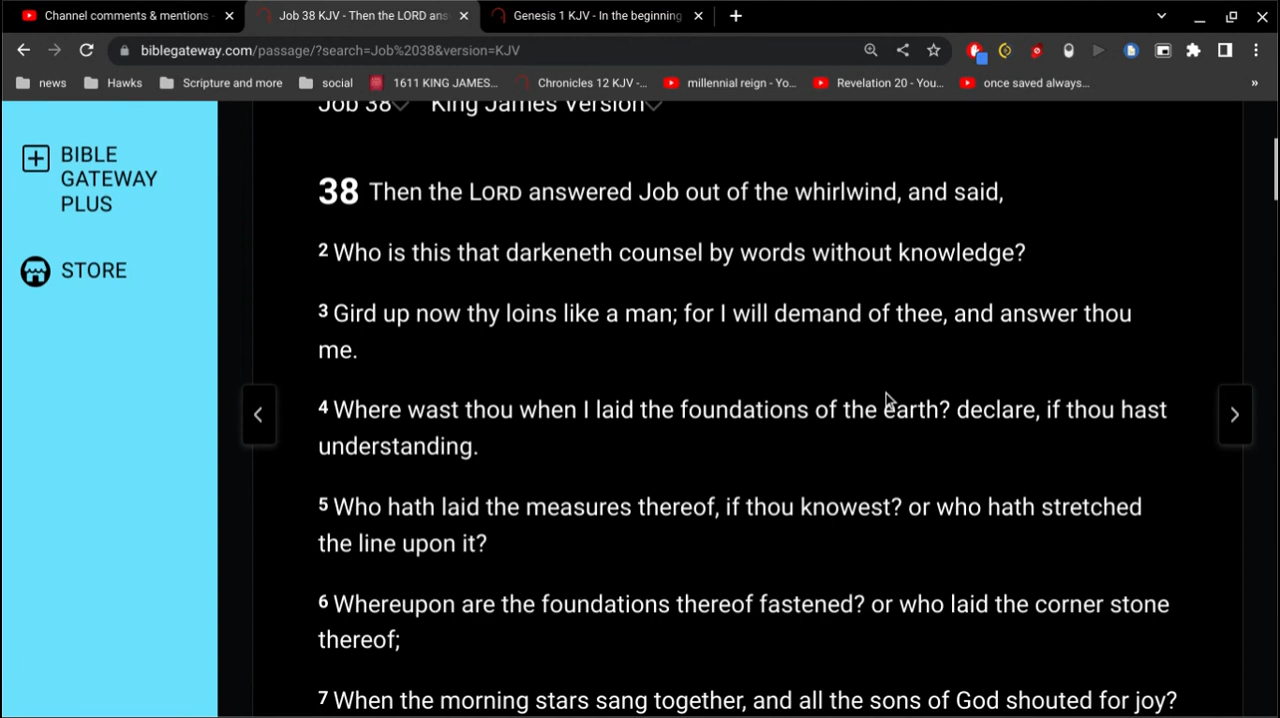 Channel comments & mentions -
Job 38 KJV - Then the LORD ans
Genesis 1 KJV - In the beginning
biblegateway.com/passage/?search=Job%2038&version=KJV
news
Hawks
Scripture and more
social
1611 KING JAMES...
Chronicles 12 KJV -...
millennial reign - Yo...
Revelation 20 - You...
once saved always...
»
Job 38 King James Version
BIBLE
GATEWAY
PLUS
STORE
38 Then the LORD answered Job out of the whirlwind, and said,
2 Who is this that darkeneth counsel by words without knowledge?
3 Gird up now thy loins like a man; for I will demand of thee, and answer thou
me.
4 Where wast thou when I laid the foundations of the earth? declare, if thou hast
understanding.
5 Who hath laid the measures thereof, if thou knowest? or who hath stretched
the line upon it?
6 Whereupon are the foundations thereof fastened? or who laid the corner stone
thereof;
7 When the morning stars sang together, and all the sons of God shouted for joy?